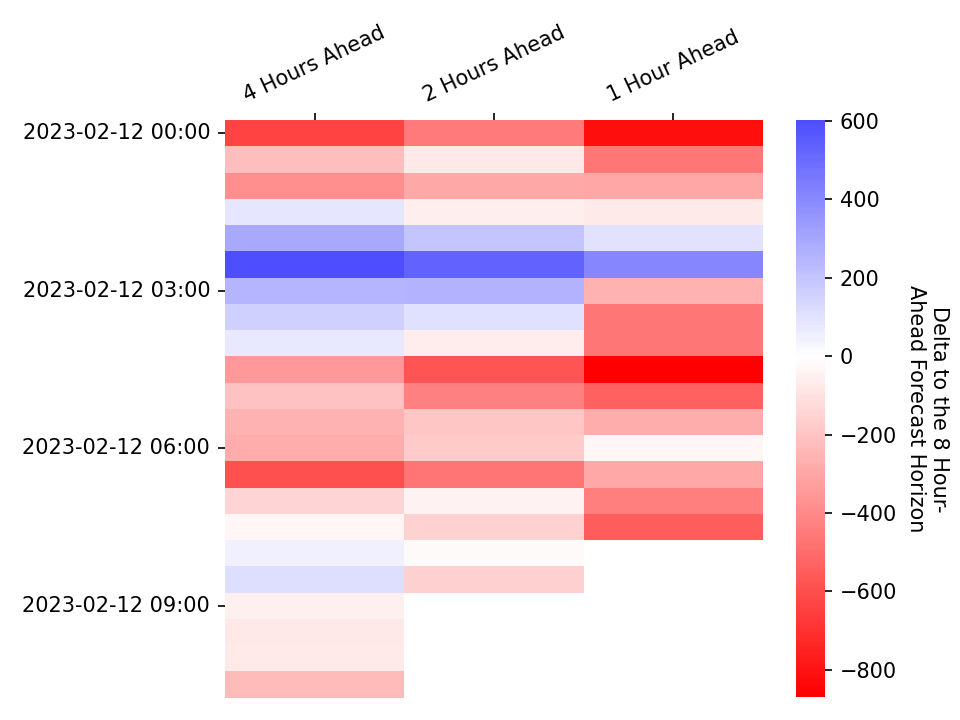 4 Hours Ahead
2 Hours Ahead
1 Hour Ahead
2023-02-12 00:00
2023-02-12 03:00
2023-02-12 06:00
2023-02-12 09:00
600
400
200
0
−200
−400
−600
−800
Delta to the 8 Hour-
Ahead Forecast Horizon